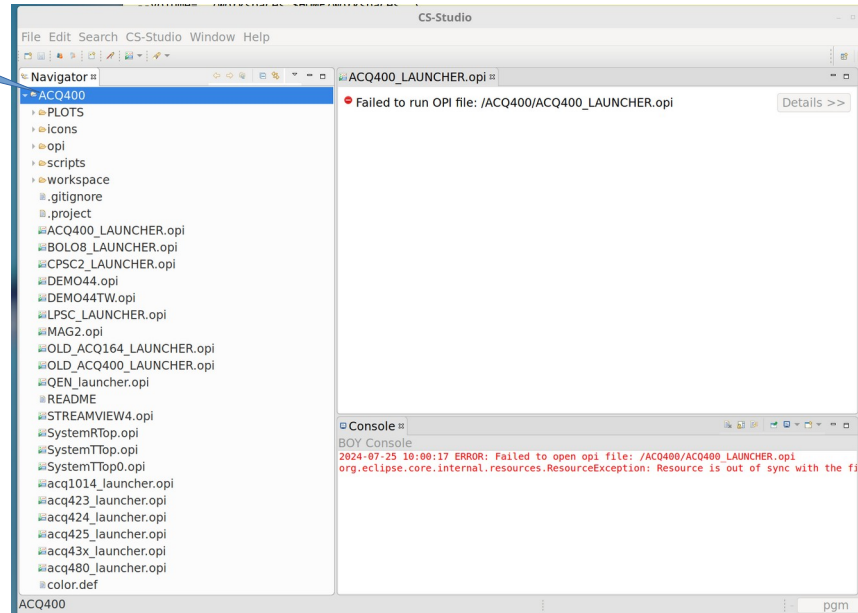 CS-Studio
File Edit Search CS-Studio Window Help
Navigator
ACQ400
PLOTS
icons
opi
scripts
workspace
.gitignore
.project
ACQ400_LAUNCHER.opi
BOLO8_LAUNCHER.opi
CPSC2_LAUNCHER.opi
DEMO44.opi
DEMO44TW.opi
LPSC_LAUNCHER.opi
MAG2.opi
OLD_ACQ164_LAUNCHER.opi
OLD_ACQ400_LAUNCHER.opi
QEN_launcher.opi
README
STREAMVIEW4.opi
SystemRTop.opi
SystemTTop.opi
SystemTTop0.opi
acq1014_launcher.opi
acq423_launcher.opi
acq424_launcher.opi
acq425_launcher.opi
acq43x_launcher.opi
acq480_launcher.opi
color.def
ACQ400_LAUNCHER.opi
Failed to run OPI file: /ACQ400/ACQ400_LAUNCHER.opi
Details >>
Console
BOY Console
2024-07-25 10:00:17 ERROR: Failed to open opi file: /ACQ400/ACQ400_LAUNCHER.opi
org.eclipse.core.internal.resources.ResourceException: Resource is out of sync with the fi
ACQ400
pgm